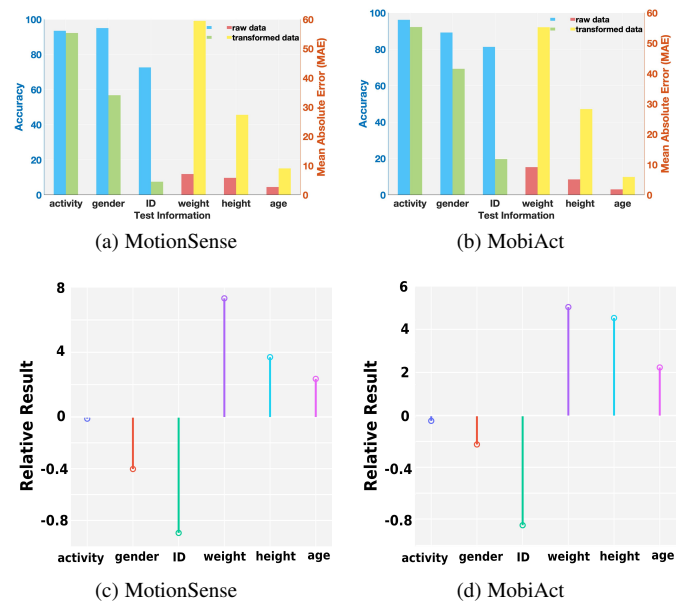 100
80
60
40
20
0
Accuracy
60
50
40
30
20
10
0
Mean Absolute Error (MAE)
raw data
transformed data
activity gender ID weight height age
Test Information
(a) MotionSense
100
80
60
40
20
0
Accuracy
60
50
40
30
20
10
0
Mean Absolute Error (MAE)
raw data
transformed data
activity gender ID weight height age
Test Information
(b) MobiAct
8
4
0
-0.4
-0.8
Relative Result
activity gender ID weight height age
(c) MotionSense
6
4
2
0
-0.4
-0.8
Relative Result
activity gender ID weight height age
(d) MobiAct